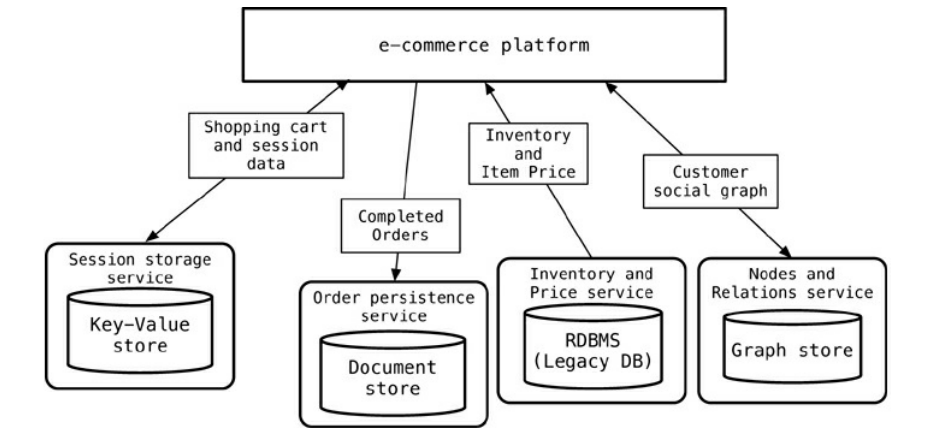 e-commerce platform
Shopping cart
and session
data
Inventory
and
Item Price
Customer
social graph
Completed
Orders
Session storage
service
Key-Value
store
Order persistence
service
Document
store
Inventory and
Price service
RDBMS
(Legacy DB)
Nodes and
Relations service
Graph store